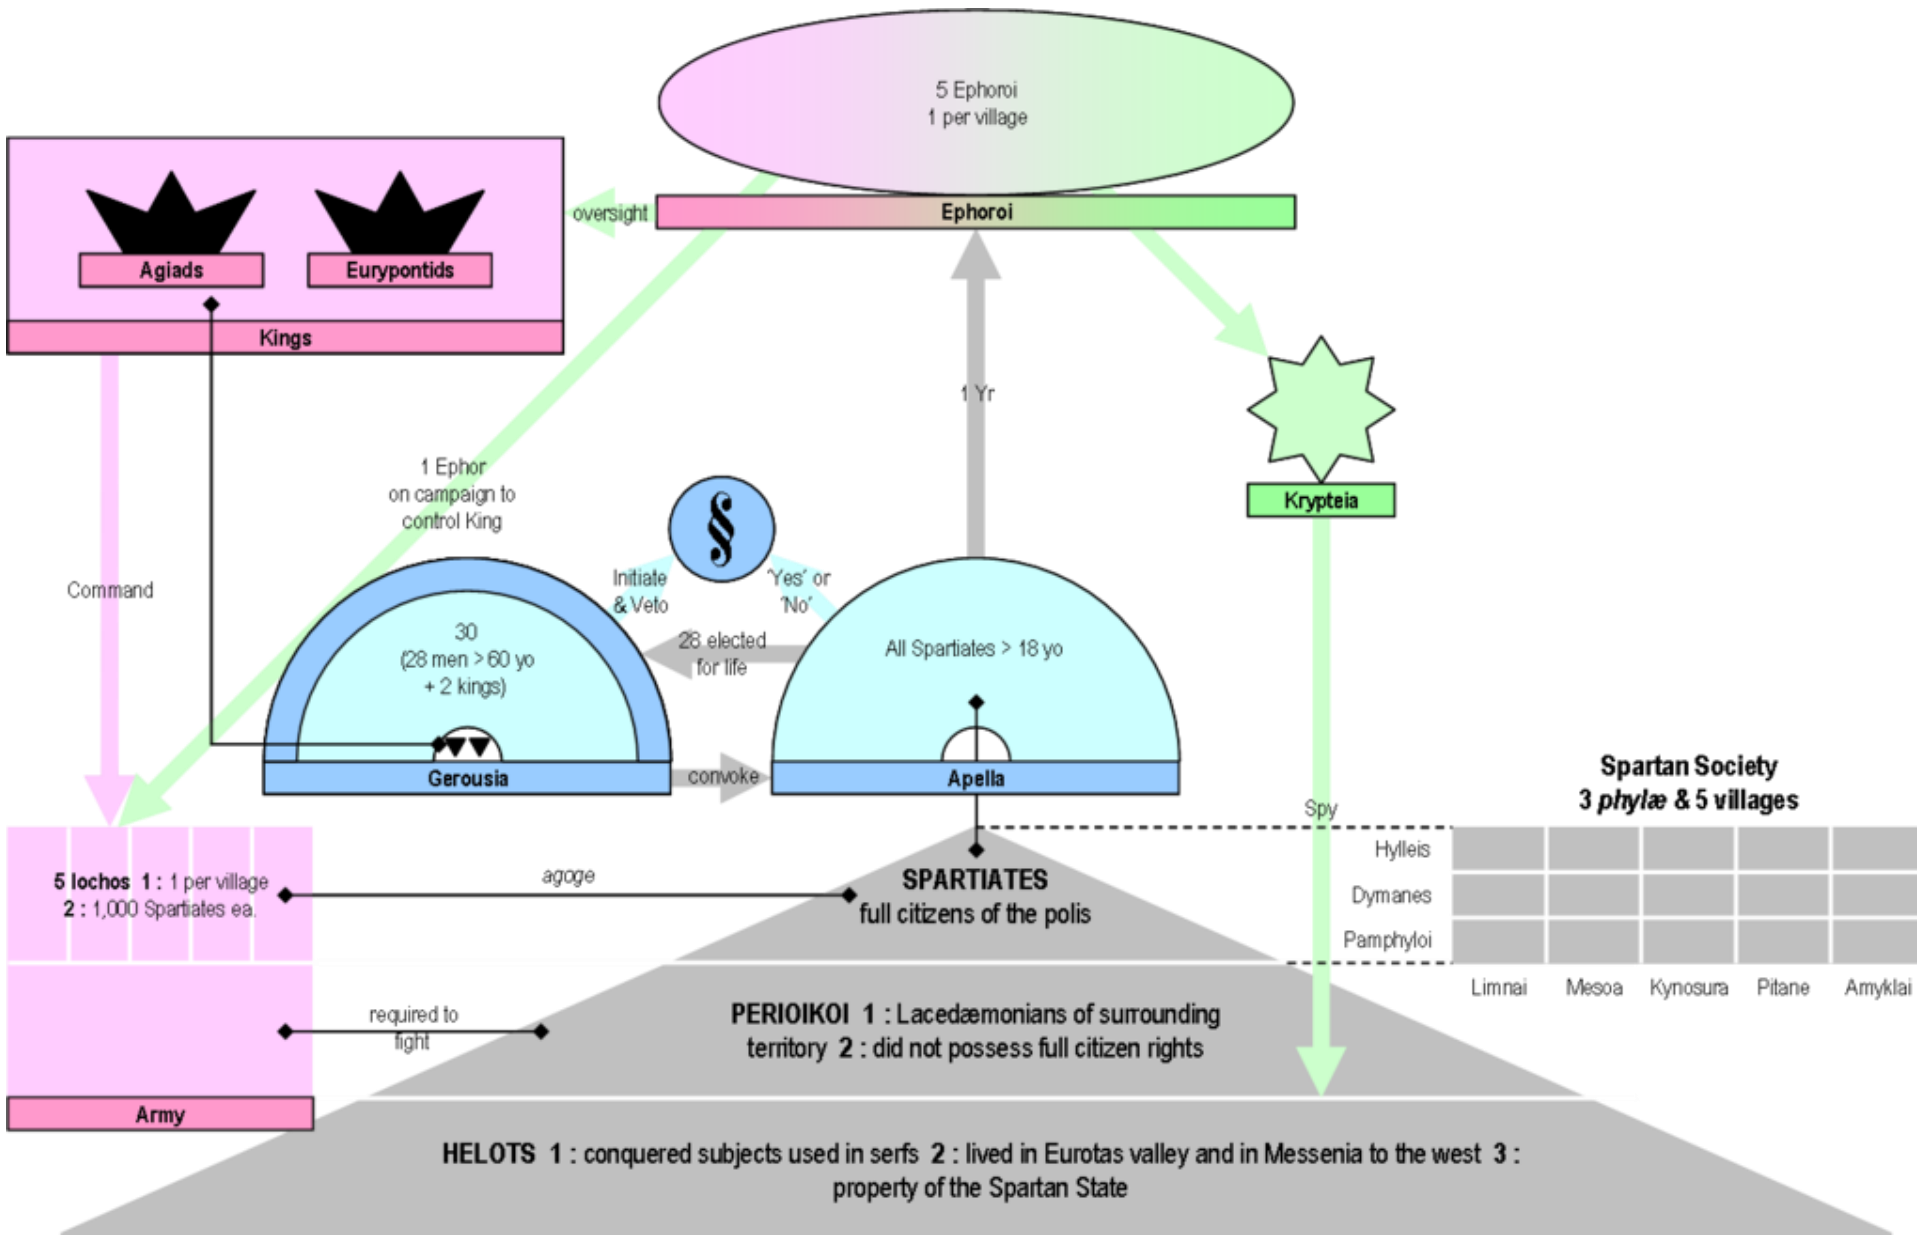 5 Ephoroi
1 per village
Ephoroi
oversight
Agiads
Eurypontids
Kings
1 Yr
1 Ephor
on campaign to
control King
Krypteia
Command
Initiate
& Veto
§
'Yes' or
'No'
30
(28 men > 60 yo
+ 2 kings)
28 elected
for life
All Spartiates > 18 yo
Gerousia
convoke
Apella
Spy
Spartan Society
3 phylæ & 5 villages
Hylleis
Dymanes
Pamphyloi
Limnai
Mesoa
Kynosura
Pitane
Amyklai
5 lochos 1 : 1 per village
2 : 1,000 Spartiates ea.
agoge
SPARTIATES
full citizens of the polis
required to
fight
PERIOIKOI 1 : Lacedæmonians of surrounding
territory 2 : did not possess full citizen rights
Army
HELOTS 1 : conquered subjects used in serfs 2 : lived in Eurotas valley and in Messenia to the west 3 :
property of the Spartan State